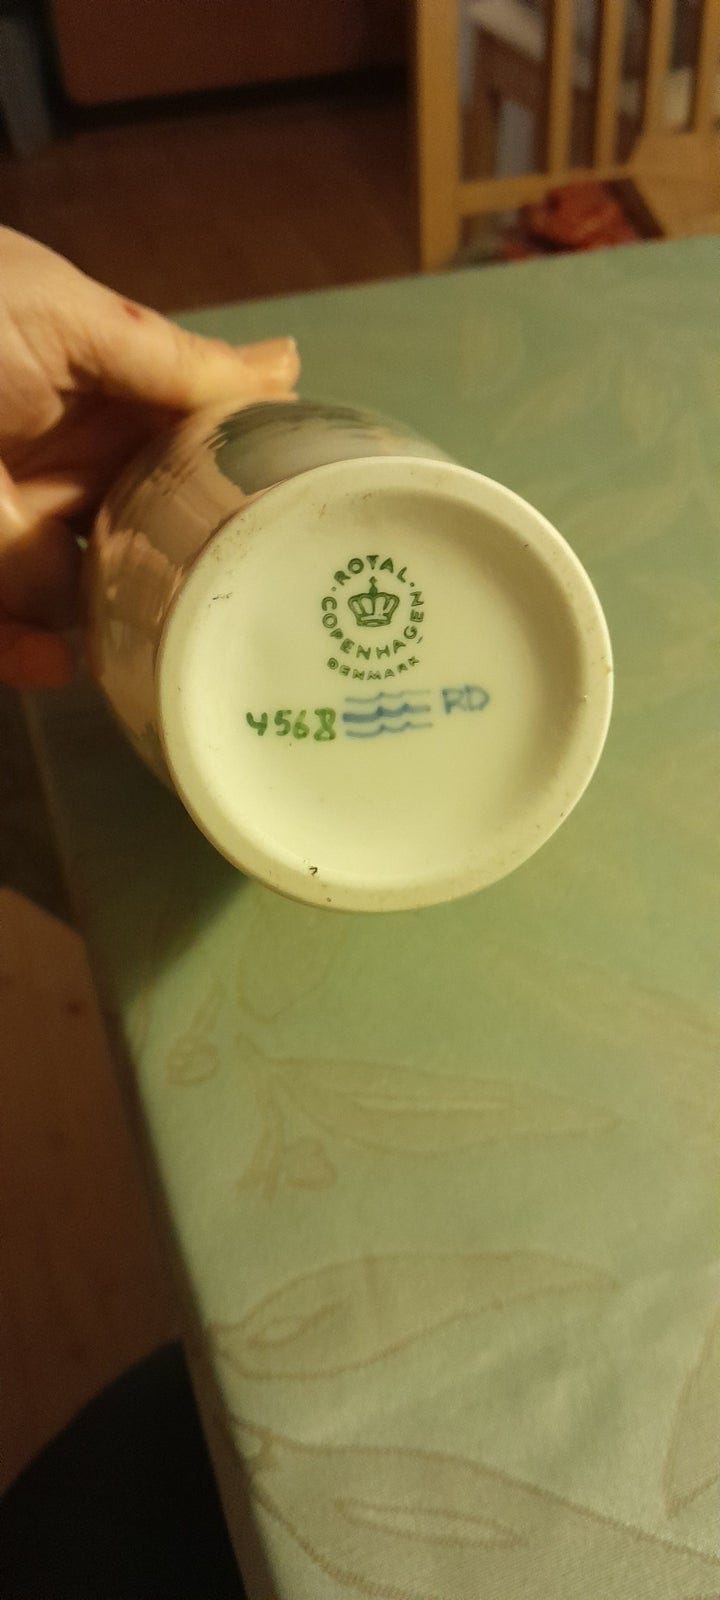 ROYAL
COPENHAGEN
DENMARK
4568 RD